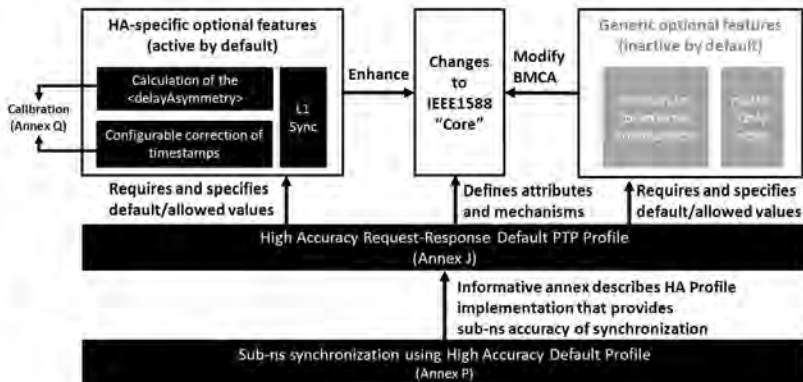 HA-specific optional features
(active by default)
Calculation of the
<delayAsymmetry>
Configurable correction of
timestamps
L1
Sync
Calibration
(Annex Q)
Enhance
Changes
to
IEEE1588
"Core"
Modify
BMCA
Generic optional features
(inactive by default)
Requires and specifies
default/allowed values
Defines attributes
and mechanisms
Requires and specifies
default/allowed values
High Accuracy Request-Response Default PTP Profile
(Annex J)
Informative annex describes HA Profile
implementation that provides
sub-ns accuracy of synchronization
Sub-ns synchronization using High Accuracy Default Profile
(Annex P)